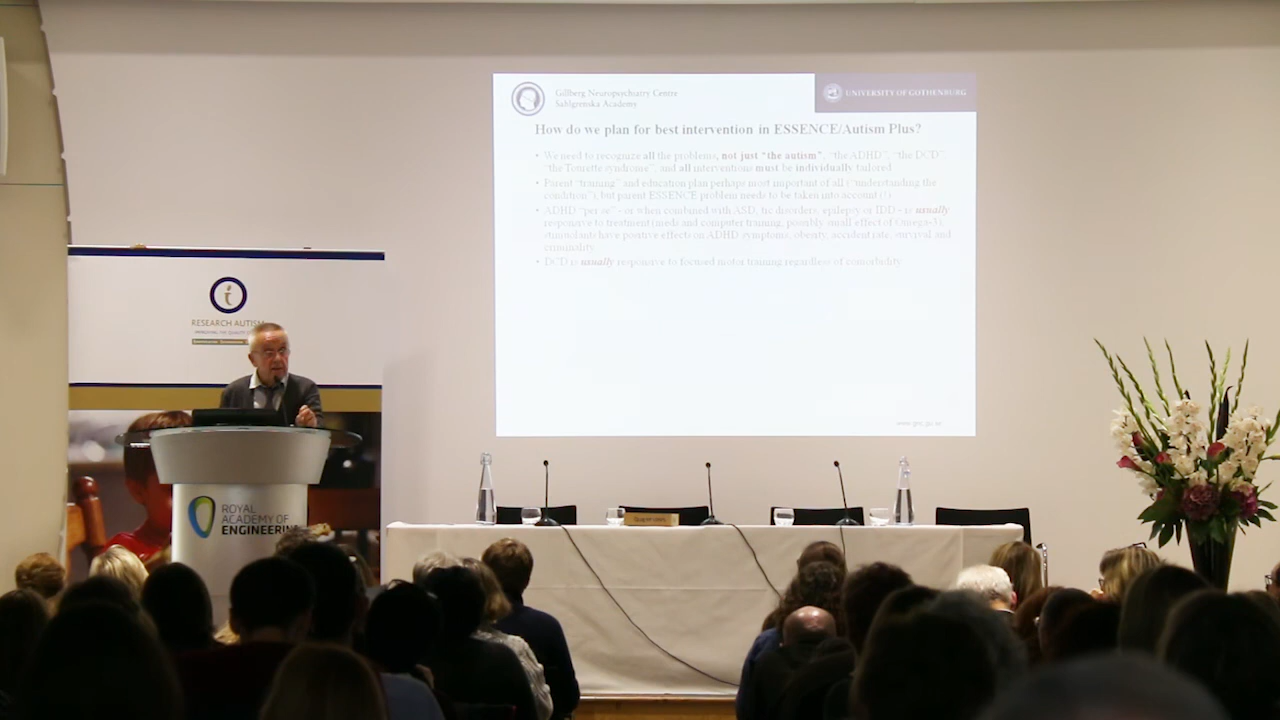 Gillberg Neuropsychiatry Centre
Sahlgrenska Academy
UNIVERSITY OF GOTHENBURG
How do we plan for best intervention in ESSENCE/Autism Plus?
• We need to recognize all the problems, not just "the autism", "the ADHD", "the DCD"
"the Tourette syndrome", and all interventions must be individually tailored
• Parent "training" and education plan perhaps most important of all ("understanding the
condition"), but parent ESSENCE problem needs to be taken into account (!)
• ADHD "per se" - or when combined with ASD, tic disorders, epilepsy or IDD - is usually
responsive to treatment (meds and computer training, possibly small effect of Omega-3),
stimulants have positive effects on ADHD symptoms, obesity, accident rate, survival and
criminality
• DCD is usually responsive to focused motor training regardless of comorbidity
www.gnc.gu.se
RESEARCH AUTISM
ROYAL
ACADEMY OF
ENGINEERING